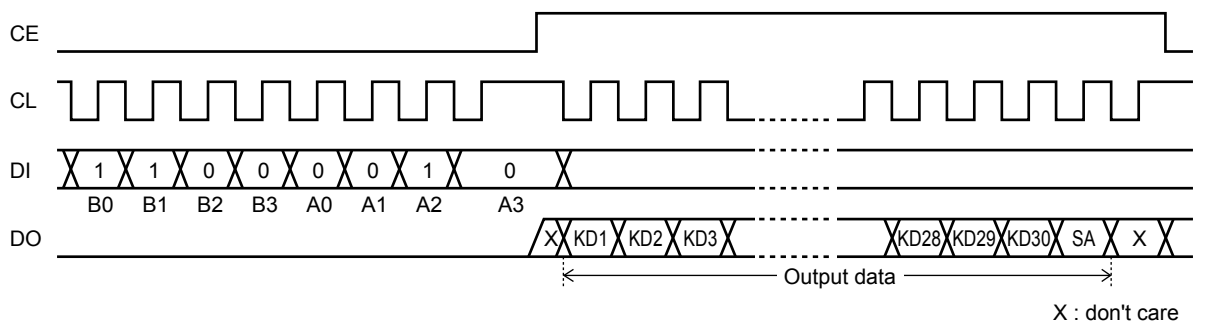 CE
CL
DI 1 1 0 0 0 0 1 0
B0 B1 B2 B3 A0 A1 A2 A3
DO X KD1 KD2 KD3 KD28 KD29 KD30 SA X
Output data
X : don't care